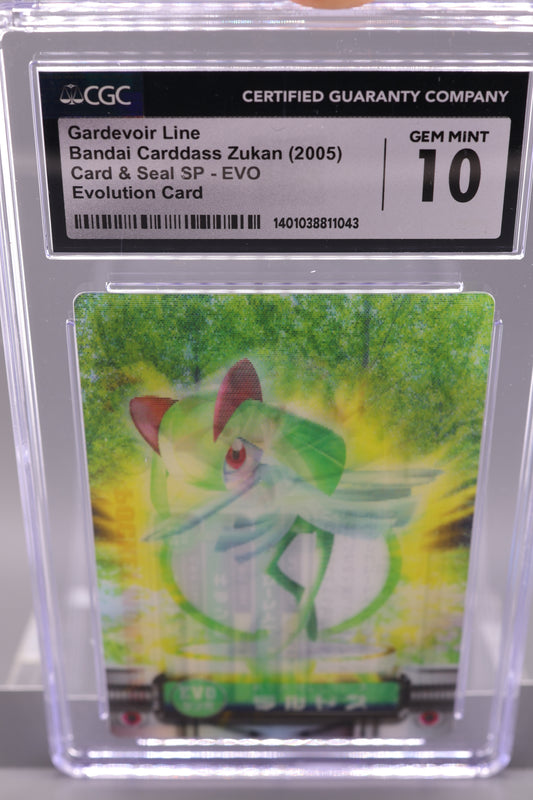 CGC
CERTIFIED GUARANTY COMPANY
Gardevoir Line
Bandai Carddass Zukan (2005)
Card & Seal SP - EVO
Evolution Card
GEM MINT
10
1401038811043
EVO